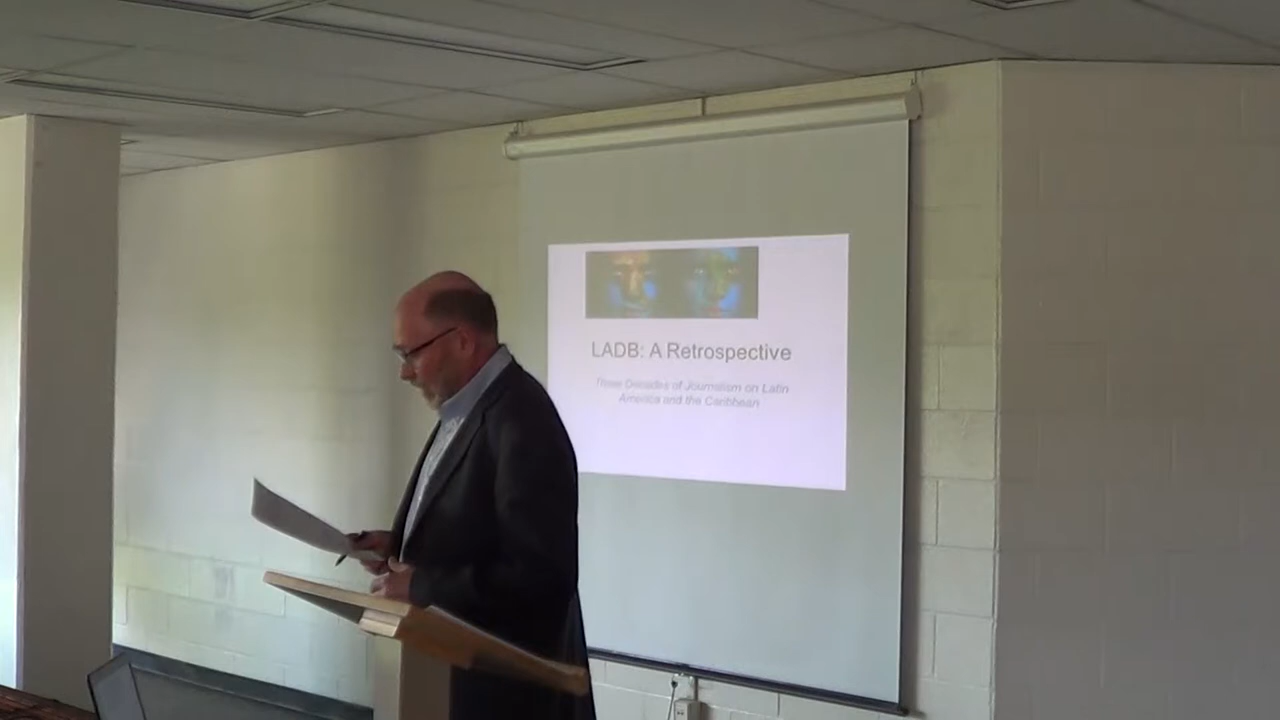 LADB: A Retrospective
Three Decades of Journalism on Latin
America and the Caribbean